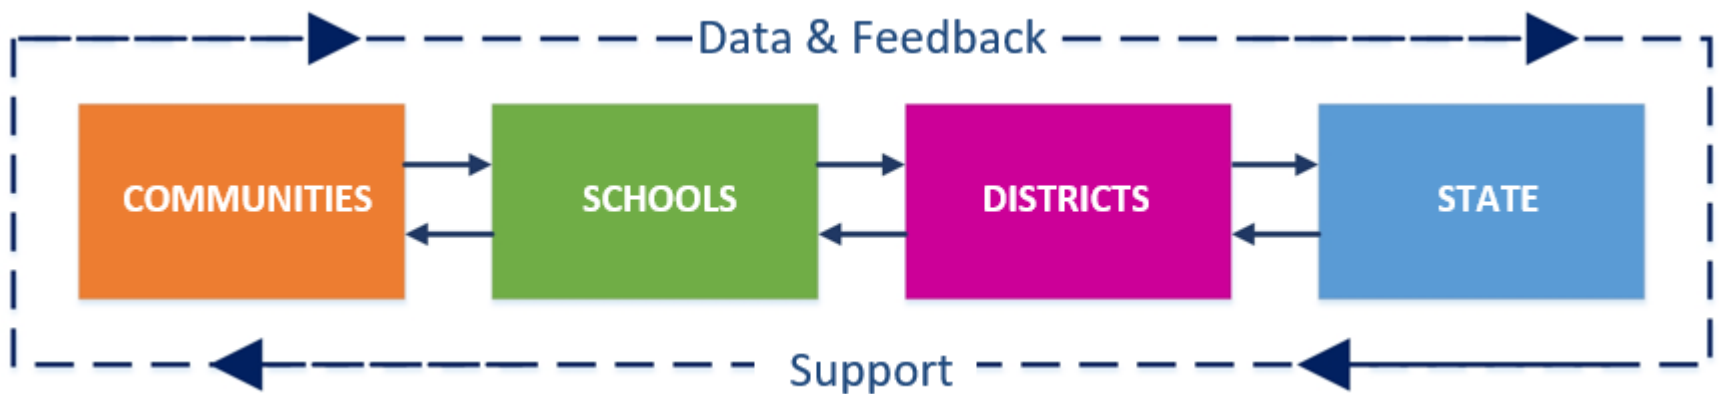 Data & Feedback
COMMUNITIES
SCHOOLS
DISTRICTS
STATE
Support